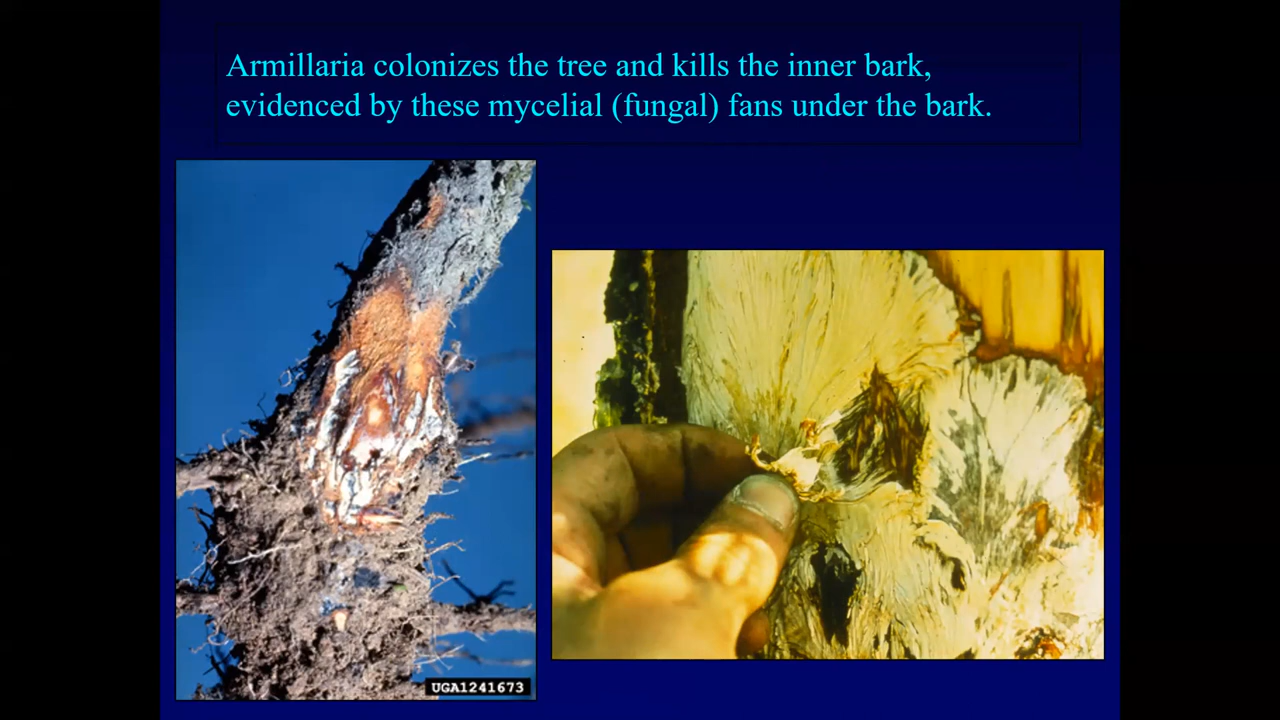 Armillaria colonizes the tree and kills the inner bark,
evidenced by these mycelial (fungal) fans under the bark.
UGA1241673